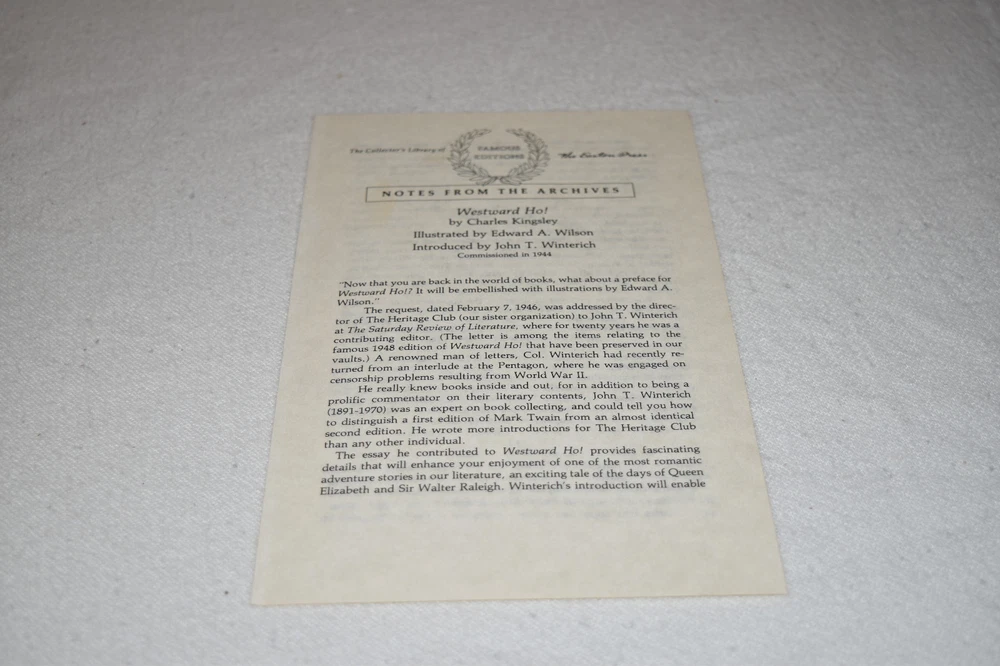 The Collector's Library of
FAMOUS
EDITIONS
The Easton Press
NOTES FROM THE ARCHIVES
Westward Ho!
by Charles Kingsley
Illustrated by Edward A. Wilson
Introduced by John T. Winterich
Commissioned in 1944
"Now that you are back in the world of books, what about a preface for
Westward Ho!? It will be embellished with illustrations by Edward A.
Wilson."
The request, dated February 7, 1946, was addressed by the direc-
tor of The Heritage Club (our sister organization) to John T. Winterich
at The Saturday Review of Literature, where for twenty years he was a
contributing editor. (The letter is among the items relating to the
famous 1948 edition of Westward Ho! that have been preserved in our
vaults.) A renowned man of letters, Col. Winterich had recently re-
turned from an interlude at the Pentagon, where he was engaged on
censorship problems resulting from World War II.
He really knew books inside and out, for in addition to being a
prolific commentator on their literary contents, John T. Winterich
(1891-1970) was an expert on book collecting, and could tell you how
to distinguish a first edition of Mark Twain from an almost identical
second edition. He wrote more introductions for The Heritage Club
than any other individual.
The essay he contributed to Westward Ho! provides fascinating
details that will enhance your enjoyment of one of the most romantic
adventure stories in our literature, an exciting tale of the days of Queen
Elizabeth and Sir Walter Raleigh. Winterich's introduction will enable